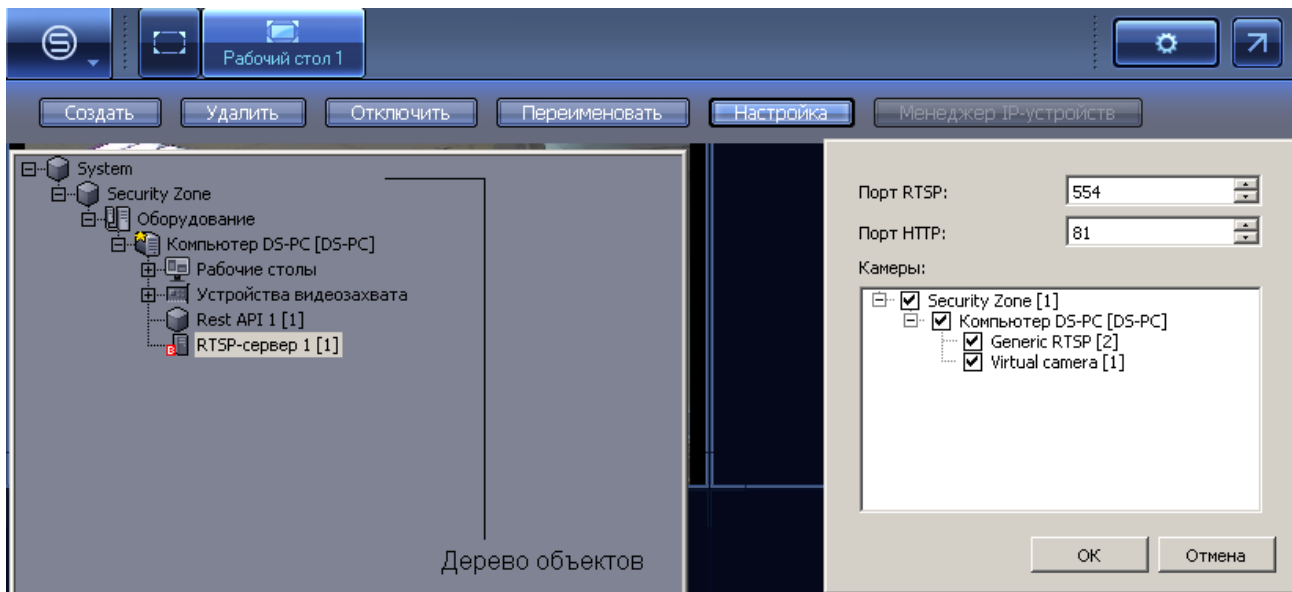 Рабочий стол 1
Создать Удалить Отключить Переименовать Настройка Менеджер IP-устройств
System
Security Zone
Оборудование
Компьютер DS-PC [DS-PC]
Рабочие столы
Устройства видеозахвата
Rest API 1 [1]
RTSP-сервер 1 [1]
Дерево объектов
Порт RTSP: 554
Порт HTTP: 81
Камеры:
Security Zone [1]
Компьютер DS-PC [DS-PC]
Generic RTSP [2]
Virtual camera [1]
ОК Отмена